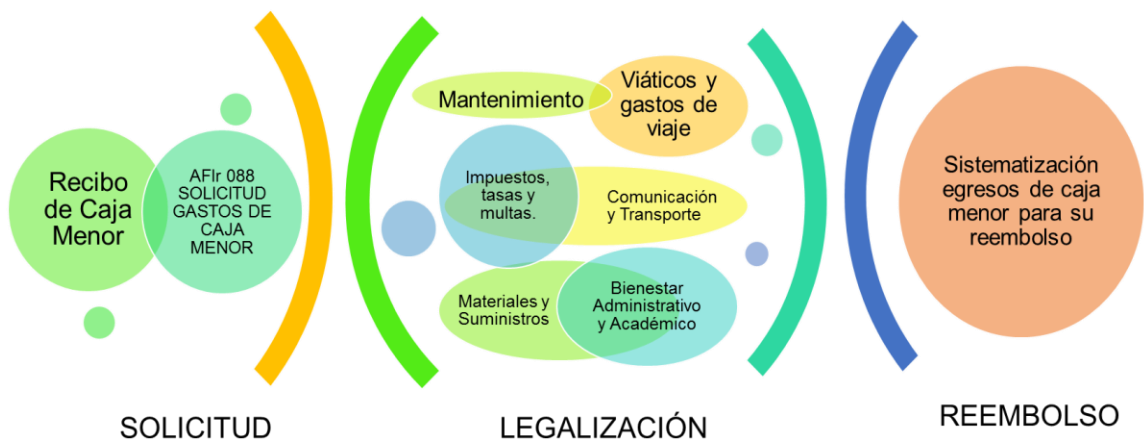 Recibo
de Caja
Menor
AFIr 088
SOLICITUD
GASTOS DE
CAJA
MENOR
SOLICITUD
Mantenimiento
Viáticos y
gastos de
viaje
Impuestos,
tasas y
multas.
Comunicación
y Transporte
Materiales y
Suministros
Bienestar
Administrativo
y Académico
LEGALIZACIÓN
Sistematización
egresos de caja
menor para su
reembolso
REEMBOLSO